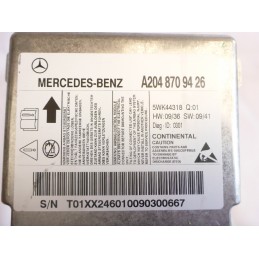 MERCEDES-BENZ A204 870 94 26
5WK44318 Q:01
HW:09/36 SW:09/41
Diag. ID: 0001
CONTINENTAL
CAUTION
S/N T01XX246010090300667